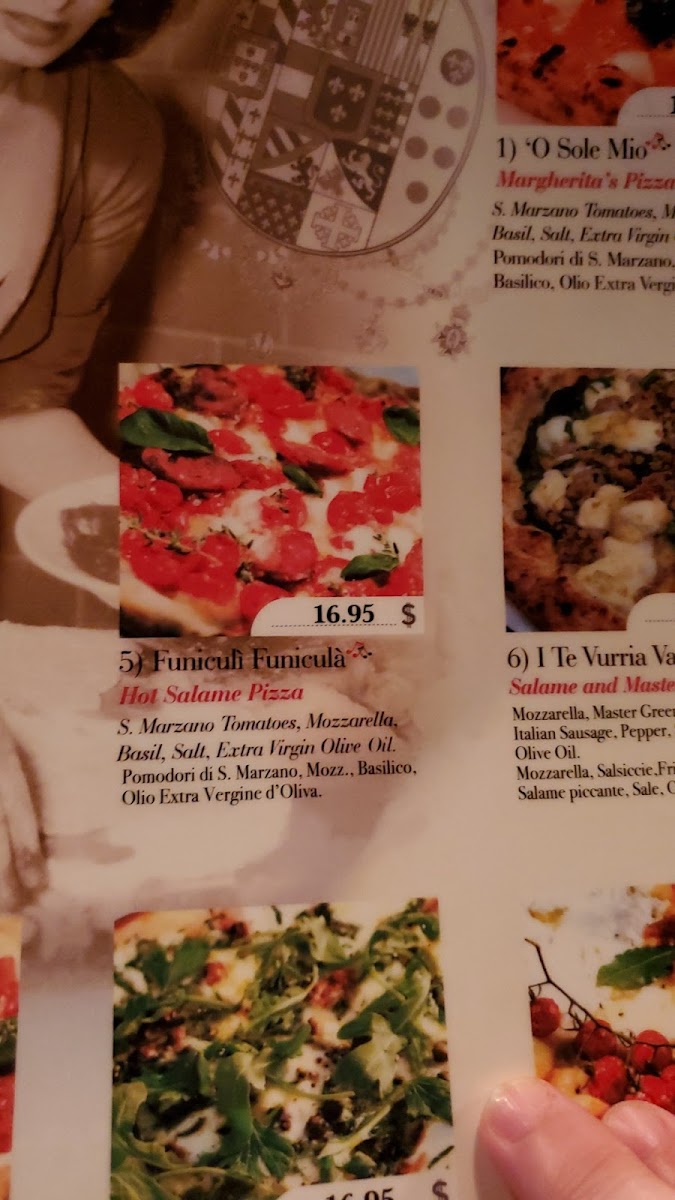 1) ‘O Sole Mio
Margherita's Pizza
S. Marzano Tomatoes,
Basil, Salt, Extra Virgin
Pomodori di S. Marzano,
Basilico, Olio Extra
16.95 $
5) Funiculì Funiculà
Hot Salame Pizza
S. Marzano Tomatoes, Mozzarella,
Basil, Salt, Extra Virgin Olive Oil.
Pomodori di S. Marzano, Mozz., Basilico,
Olio Extra Vergine d'Oliva.
6) I Te Vurria
Salame and
Mozzarella, Master
Italian Sausage, Pepper,
Olive Oil.
Mozzarella, Salsiccie,
Salame piccante, Sale,
16.95 $